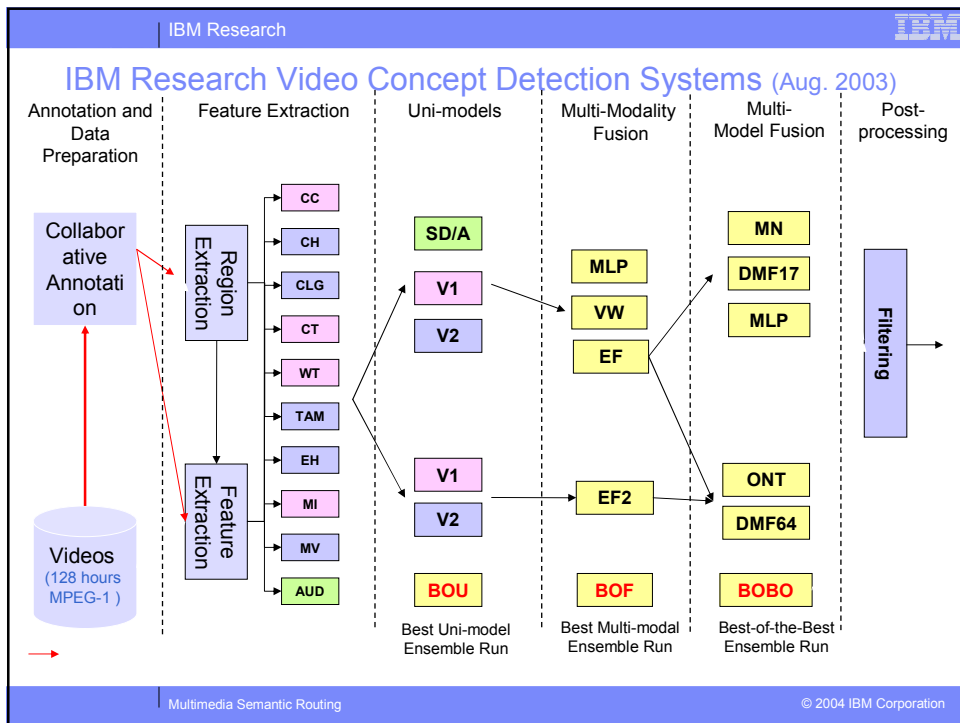 IBM Research
IBM
IBM Research Video Concept Detection Systems (Aug. 2003)
Annotation and
Data
Preparation
Feature Extraction
Uni-models
Multi-Modality
Fusion
Multi-
Model Fusion
Post-
processing
Collabor
ative
Annotati
on
Videos
(128 hours
MPEG-1 )
Region
Extraction
Feature
Extraction
CC
CH
CLG
CT
WT
TAM
EH
MI
MV
AUD
SD/A
V1
V2
V1
V2
BOU
Best Uni-model
Ensemble Run
MLP
VW
EF
EF2
BOF
Best Multi-modal
Ensemble Run
MN
DMF17
MLP
ONT
DMF64
BOBO
Best-of-the-Best
Ensemble Run
Filtering
Multimedia Semantic Routing
© 2004 IBM Corporation